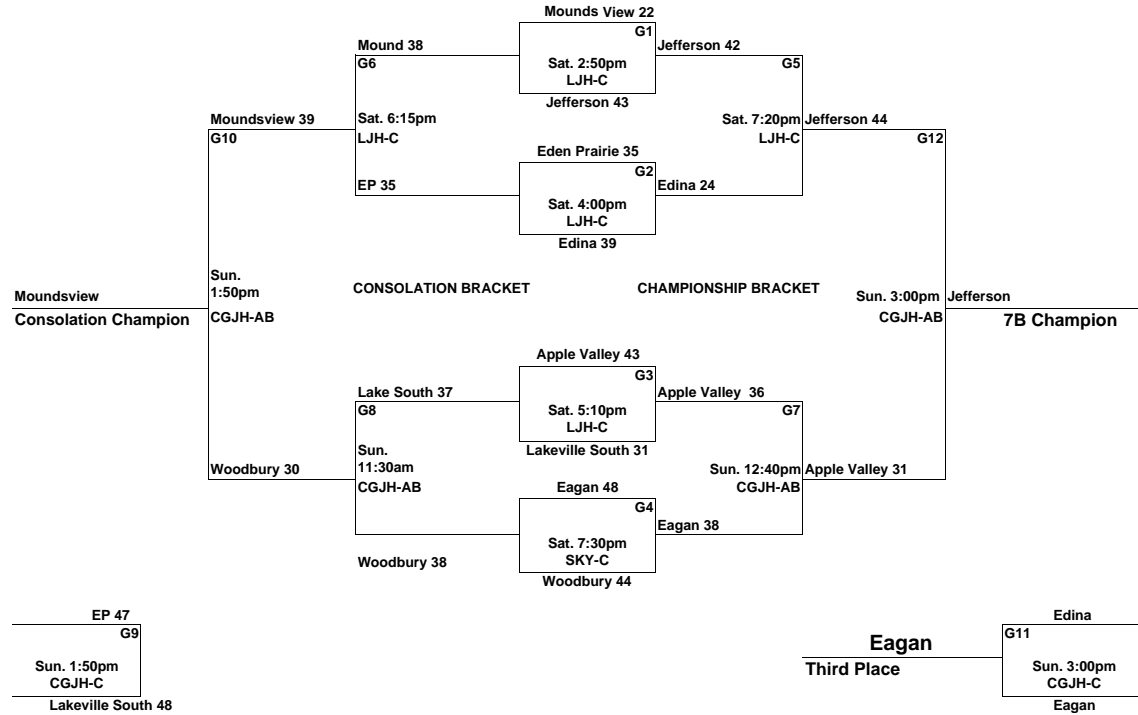 Mounds View 22
G1
Mound 38
Jefferson 42
G6
Sat. 2:50pm
G5
LJH-C
Jefferson 43
Moundsview 39
Sat. 6:15pm
Sat. 7:20pm
Jefferson 44
G10
LJH-C
LJH-C
G12
Eden Prairie 35
G2
EP 35
Edina 24
Sat. 4:00pm
LJH-C
Edina 39
Sun.
1:50pm
CONSOLATION BRACKET
CHAMPIONSHIP BRACKET
Moundsview
Sun. 3:00pm
Jefferson
Consolation Champion
CGJH-AB
CGJH-AB
7B Champion
Apple Valley 43
G3
Lake South 37
Apple Valley 36
G8
Sat. 5:10pm
G7
LJH-C
Lakeville South 31
Sun.
11:30am
Woodbury 30
Sun. 12:40pm
Apple Valley 31
CGJH-AB
CGJH-AB
Eagan 48
G4
Eagan 38
Sat. 7:30pm
SKY-C
Woodbury 38
Woodbury 44
EP 47
G9
Sun. 1:50pm
CGJH-C
Lakeville South 48
Edina
G11
Eagan
Third Place
Sun. 3:00pm
CGJH-C
Eagan